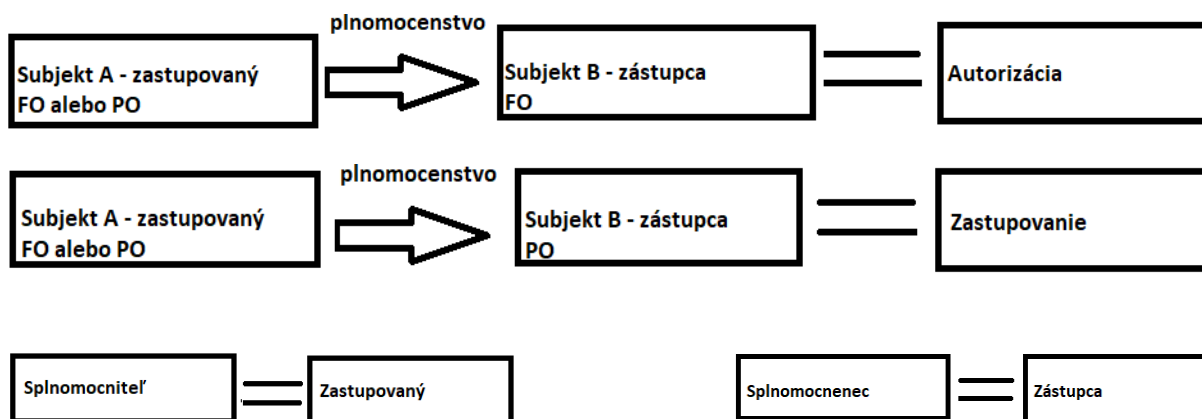 plnomocenstvo
Subjekt A - zastupovaný
FO alebo PO
Subjekt B - zástupca
FO
Autorizácia
plnomocenstvo
Subjekt A - zastupovaný
FO alebo PO
Subjekt B - zástupca
PO
Zastupovanie
Splnomocniteľ
Zastupovaný
Splnomocnenec
Zástupca